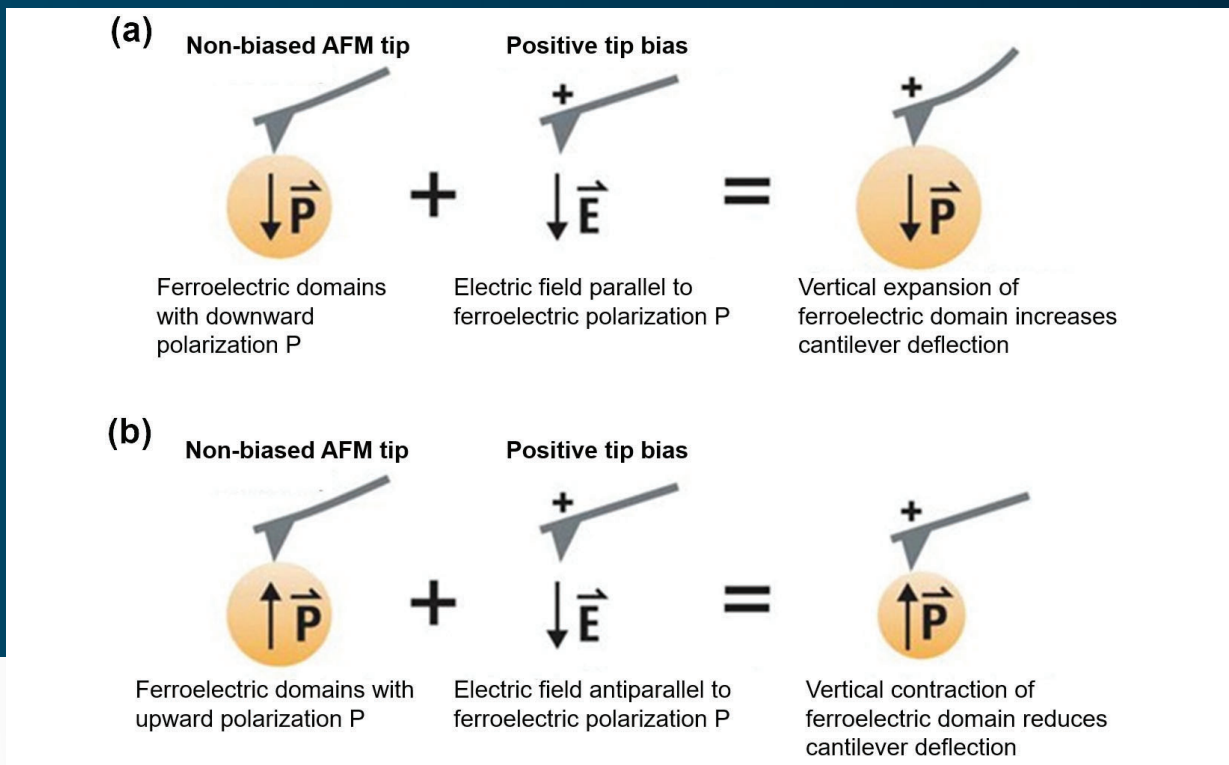 (a)
Non-biased AFM tip
Positive tip bias
+
+
P
+
E
=
P
Ferroelectric domains
with downward
polarization P
Electric field parallel to
ferroelectric polarization P
Vertical expansion of
ferroelectric domain increases
cantilever deflection
(b)
Non-biased AFM tip
Positive tip bias
+
+
P
+
E
=
P
Ferroelectric domains with
upward polarization P
Electric field antiparallel to
ferroelectric polarization P
Vertical contraction of
ferroelectric domain reduces
cantilever deflection